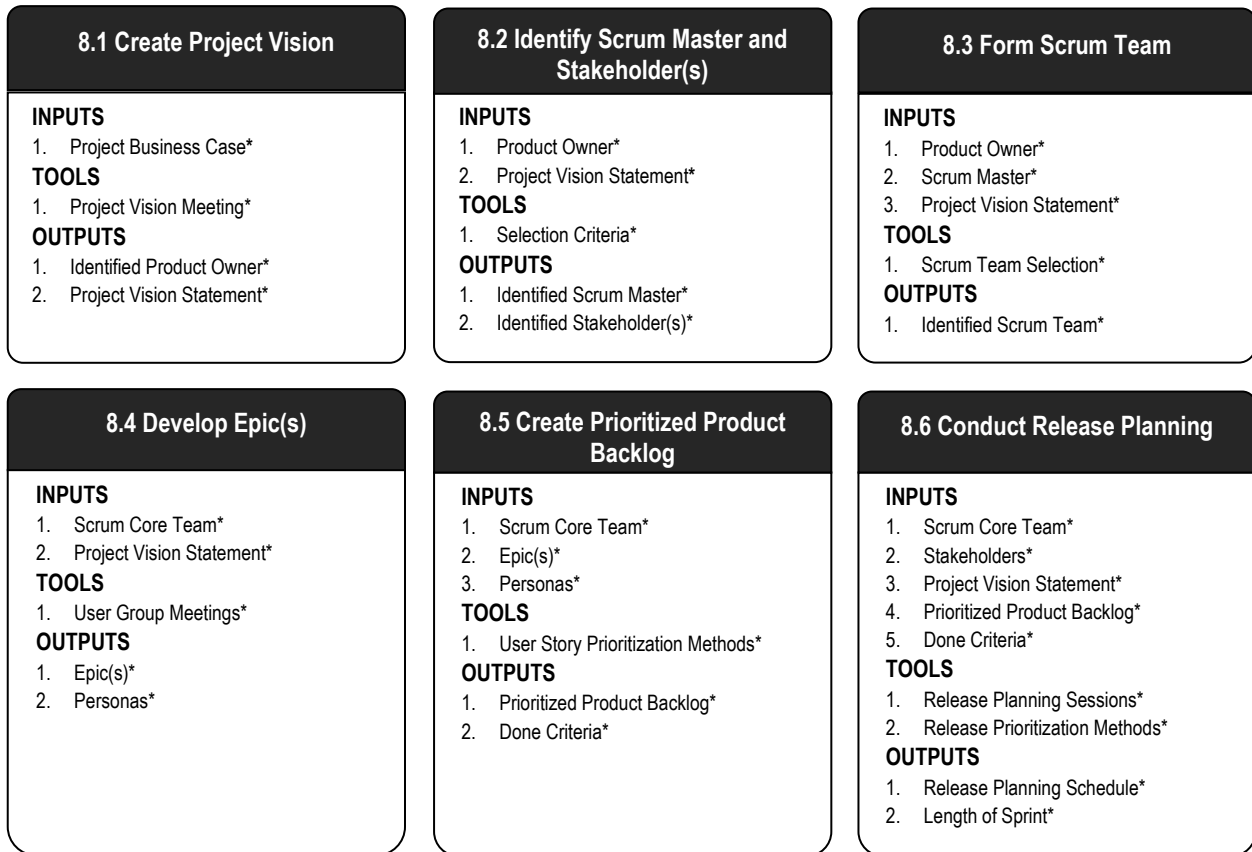 8.1 Create Project Vision
INPUTS
1. Project Business Case*
TOOLS
1. Project Vision Meeting*
OUTPUTS
1. Identified Product Owner*
2. Project Vision Statement*
8.2 Identify Scrum Master and
Stakeholder(s)
INPUTS
1. Product Owner*
2. Project Vision Statement*
TOOLS
1. Selection Criteria*
OUTPUTS
1. Identified Scrum Master*
2. Identified Stakeholder(s)*
8.3 Form Scrum Team
INPUTS
1. Product Owner*
2. Scrum Master*
3. Project Vision Statement*
TOOLS
1. Scrum Team Selection*
OUTPUTS
1. Identified Scrum Team*
8.4 Develop Epic(s)
INPUTS
1. Scrum Core Team*
2. Project Vision Statement*
TOOLS
1. User Group Meetings*
OUTPUTS
1. Epic(s)*
2. Personas*
8.5 Create Prioritized Product
Backlog
INPUTS
1. Scrum Core Team*
2. Epic(s)*
3. Personas*
TOOLS
1. User Story Prioritization Methods*
OUTPUTS
1. Prioritized Product Backlog*
2. Done Criteria*
8.6 Conduct Release Planning
INPUTS
1. Scrum Core Team*
2. Stakeholders*
3. Project Vision Statement*
4. Prioritized Product Backlog*
5. Done Criteria*
TOOLS
1. Release Planning Sessions*
2. Release Prioritization Methods*
OUTPUTS
1. Release Planning Schedule*
2. Length of Sprint*